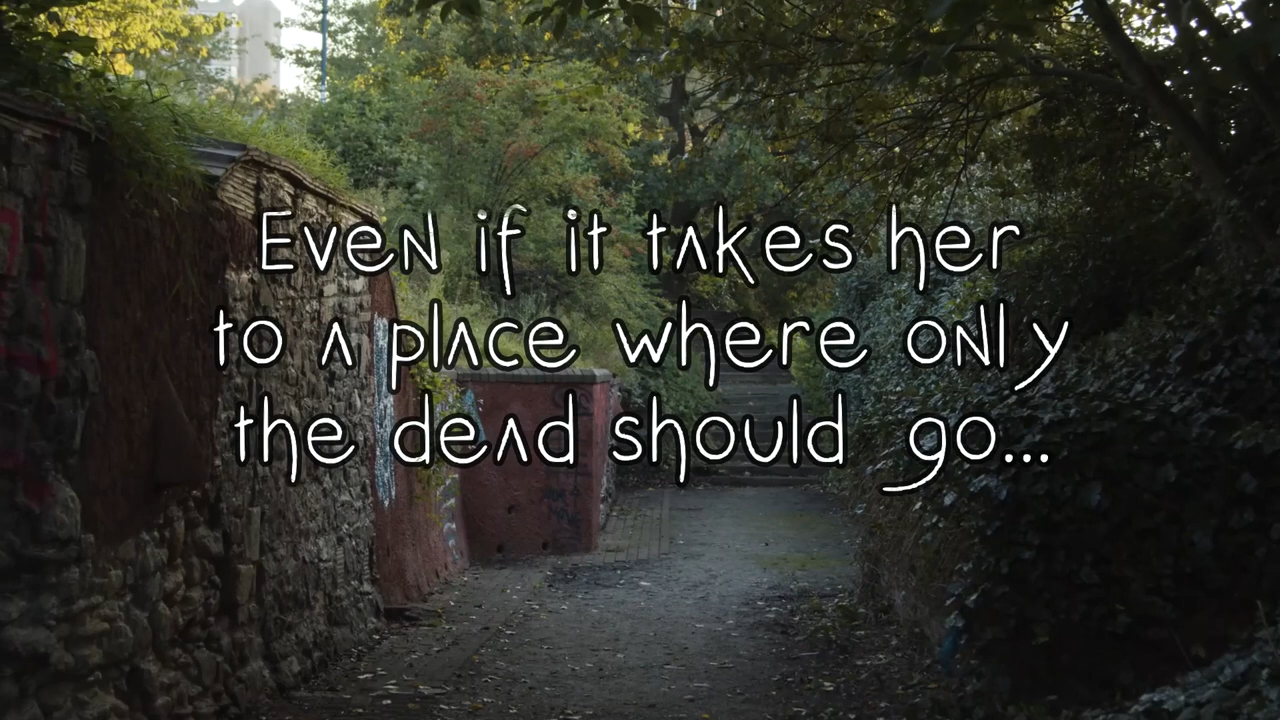 Even if it takes her
to a place where only
the dead should go...